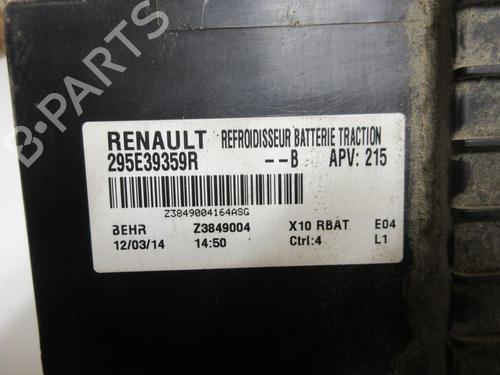 RENAULT REFROIDISSEUR BATTERIE TRACTION
295E39359R --B APV: 215
Z3849004164ASG
BEHR Z3849004 X10 RBAT E04
12/03/14 14:50 Ctrl:4 L1
B-PARTS